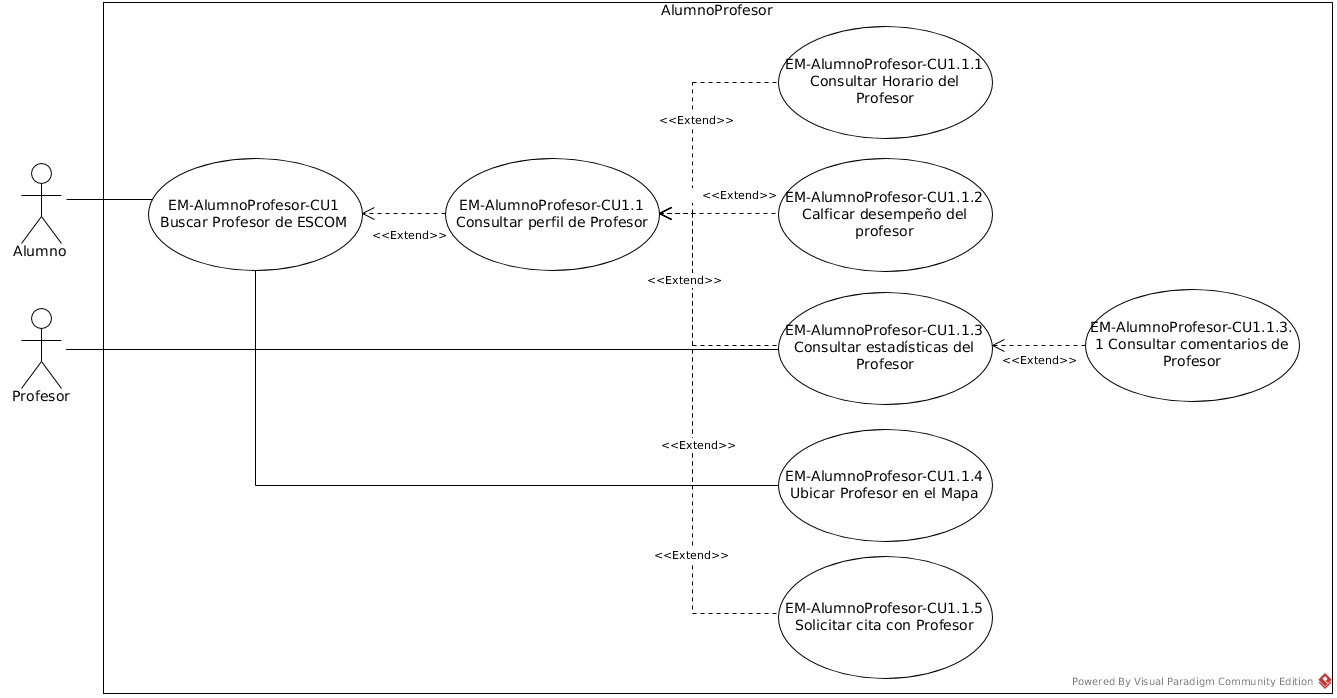 AlumnoProfesor
EM-AlumnoProfesor-CU1.1.1
Consultar Horario del
Profesor
<<Extend>>
Alumno
EM-AlumnoProfesor-CU1
Buscar Profesor de ESCOM
<<Extend>>
EM-AlumnoProfesor-CU1.1
Consultar perfil de Profesor
<<Extend>>
EM-AlumnoProfesor-CU1.1.2
Calficar desempeño del
profesor
<<Extend>>
Profesor
EM-AlumnoProfesor-CU1.1.3
Consultar estadísticas del
Profesor
<<Extend>>
EM-AlumnoProfesor-CU1.1.3.
1 Consultar comentarios de
Profesor
<<Extend>>
EM-AlumnoProfesor-CU1.1.4
Ubicar Profesor en el Mapa
<<Extend>>
EM-AlumnoProfesor-CU1.1.5
Solicitar cita con Profesor
Powered By Visual Paradigm Community Edition